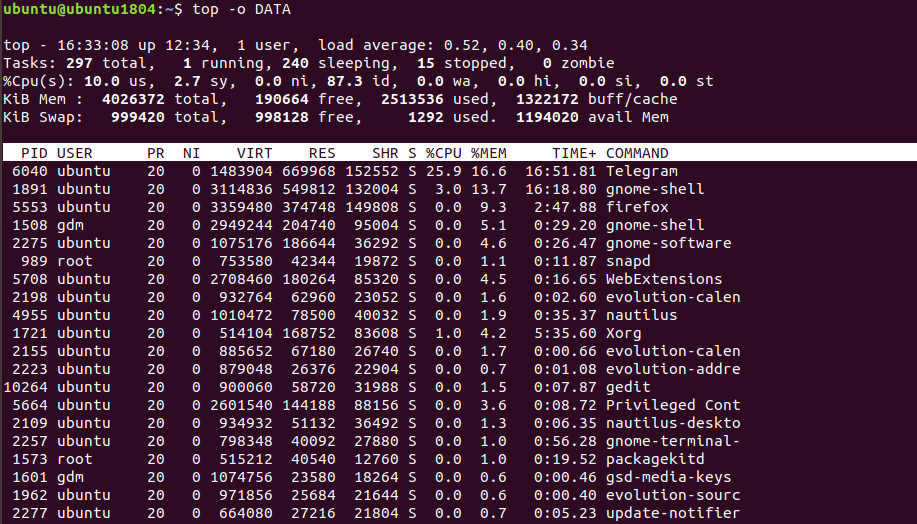 ubuntu@ubuntu1804:~$ top -o DATA
top - 16:33:08 up 12:34,  1 user,  load average: 0.52, 0.40, 0.34
Tasks: 297 total,   1 running, 240 sleeping,  15 stopped,   0 zombie
%Cpu(s): 10.0 us,  2.7 sy,  0.0 ni, 87.3 id,  0.0 wa,  0.0 hi,  0.0 si,  0.0 st
KiB Mem :  4026372 total,   190664 free,  2513536 used,  1322172 buff/cache
KiB Swap:   999420 total,   998128 free,     1292 used.  1194020 avail Mem
  PID USER      PR  NI    VIRT    RES    SHR S %CPU %MEM     TIME+ COMMAND
 6040 ubuntu    20   0 1483904 669968 152552 S 25.9 16.6  16:51.81 Telegram
 1891 ubuntu    20   0 3114836 549812 132004 S  3.0 13.7  16:18.80 gnome-shell
 5553 ubuntu    20   0 3359480 374748 149808 S  0.0  9.3   2:47.88 firefox
 1508 gdm       20   0 2949244 204740  95004 S  0.0  5.1   0:29.20 gnome-shell
 2275 ubuntu    20   0 1075176 186644  36292 S  0.0  4.6   0:26.47 gnome-software
  989 root      20   0  753580  42344  19872 S  0.0  1.1   0:11.87 snapd
 5708 ubuntu    20   0 2708460 180264  85320 S  0.0  4.5   0:16.65 WebExtensions
 2198 ubuntu    20   0  932764  62960  23052 S  0.0  1.6   0:02.60 evolution-calen
 4955 ubuntu    20   0 1010472  78500  40032 S  0.0  1.9   0:35.37 nautilus
 1721 ubuntu    20   0  514104 168752  83608 S  1.0  4.2   5:35.60 Xorg
 2155 ubuntu    20   0  885652  67180  26740 S  0.0  1.7   0:00.66 evolution-calen
 2223 ubuntu    20   0  879048  26376  22904 S  0.0  0.7   0:01.08 evolution-addre
10264 ubuntu    20   0  900060  58720  31988 S  0.0  1.5   0:07.87 gedit
 5664 ubuntu    20   0 2601540 144188  88156 S  0.0  3.6   0:08.72 Privileged Cont
 2109 ubuntu    20   0  934932  51132  36492 S  0.0  1.3   0:06.35 nautilus-deskto
 2257 ubuntu    20   0  798348  40092  27880 S  0.0  1.0   0:56.28 gnome-terminal-
 1573 root      20   0  515212  40540  12760 S  0.0  1.0   0:19.52 packagekitd
 1601 gdm       20   0 1074756  23580  18264 S  0.0  0.6   0:00.46 gsd-media-keys
 1962 ubuntu    20   0  971856  25684  21644 S  0.0  0.6   0:00.40 evolution-sourc
 2277 ubuntu    20   0  664080  27216  21804 S  0.0  0.7   0:05.23 update-notifier